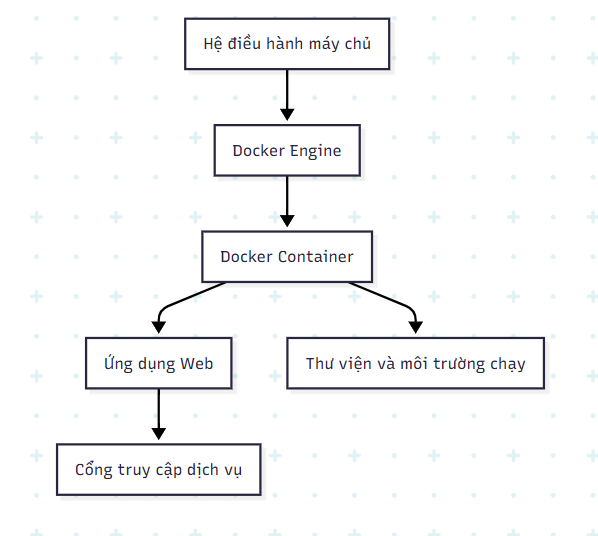 Hệ điều hành máy chủ
Docker Engine
Docker Container
Ứng dụng Web
Thư viện và môi trường chạy
Cổng truy cập dịch vụ